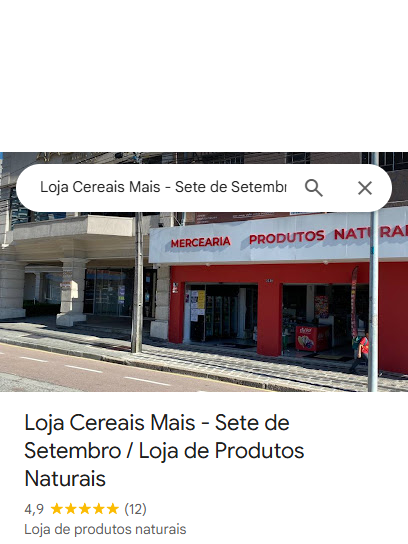 Loja Cereais Mais - Sete de Setemb
MERCEARIA PRODUTOS NATURAI
Loja Cereais Mais - Sete de
Setembro / Loja de Produtos
Naturais
4,9 (12)
Loja de produtos naturais